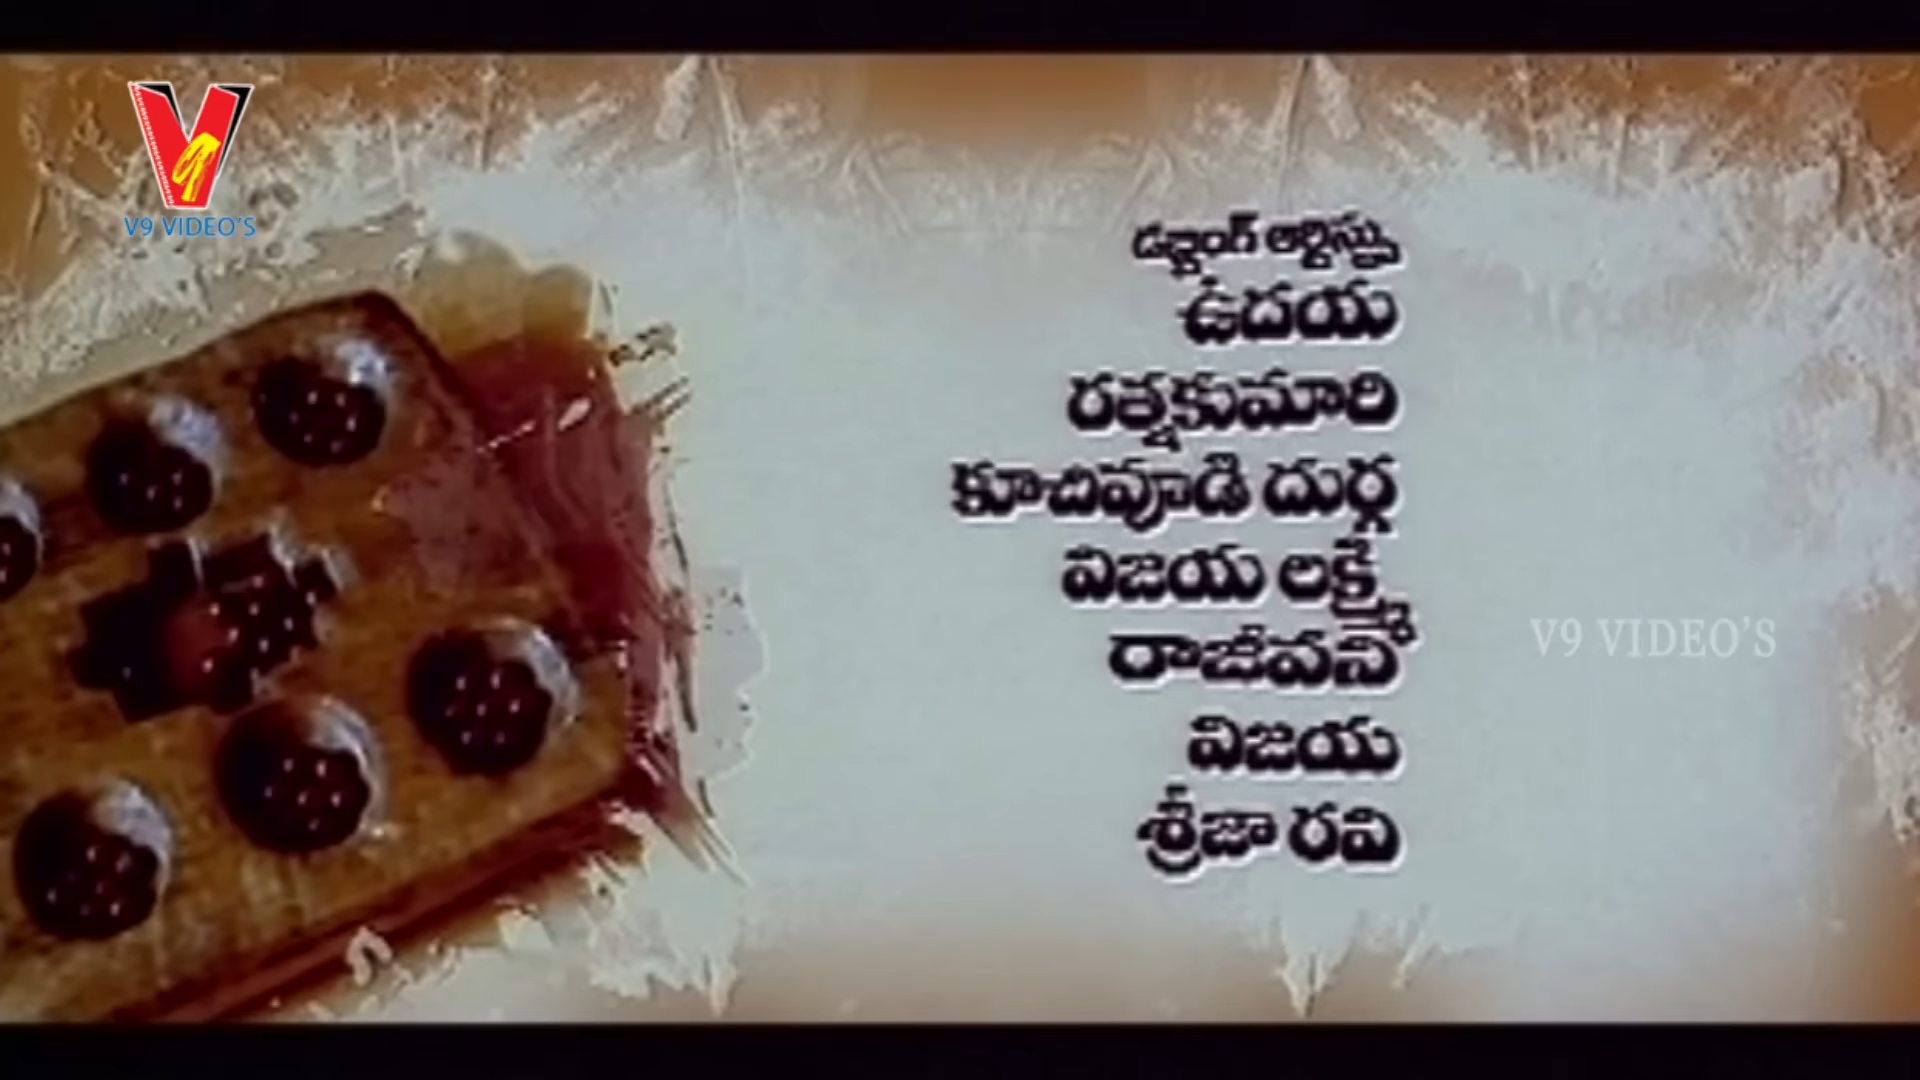 V9 VIDEO'S
డబ్బింగ్ ఆర్టిస్ట్సు
ఉదయ
రత్నకుమారి
కూచివూడి దుర్గ
విజయ లక్ష్మి
రాజీవని
విజయ
శ్రీజా రవి
V9 VIDEO'S